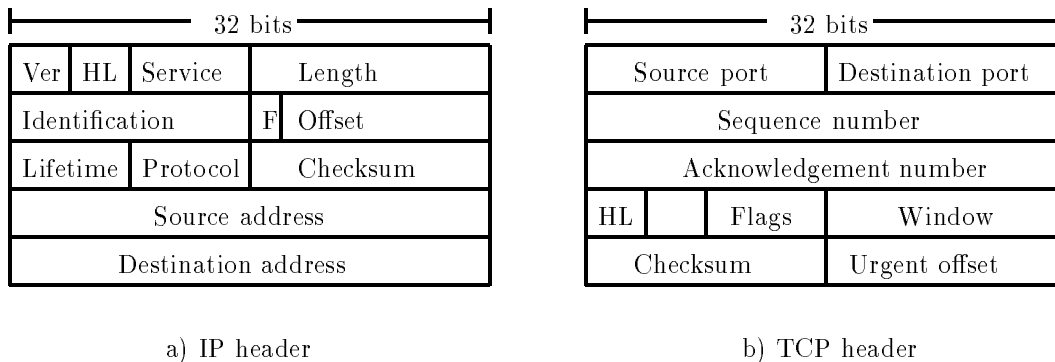 32 bits
Ver HL Service Length
Identification F Offset
Lifetime Protocol Checksum
Source address
Destination address
a) IP header
32 bits
Source port Destination port
Sequence number
Acknowledgement number
HL Flags Window
Checksum Urgent offset
b) TCP header